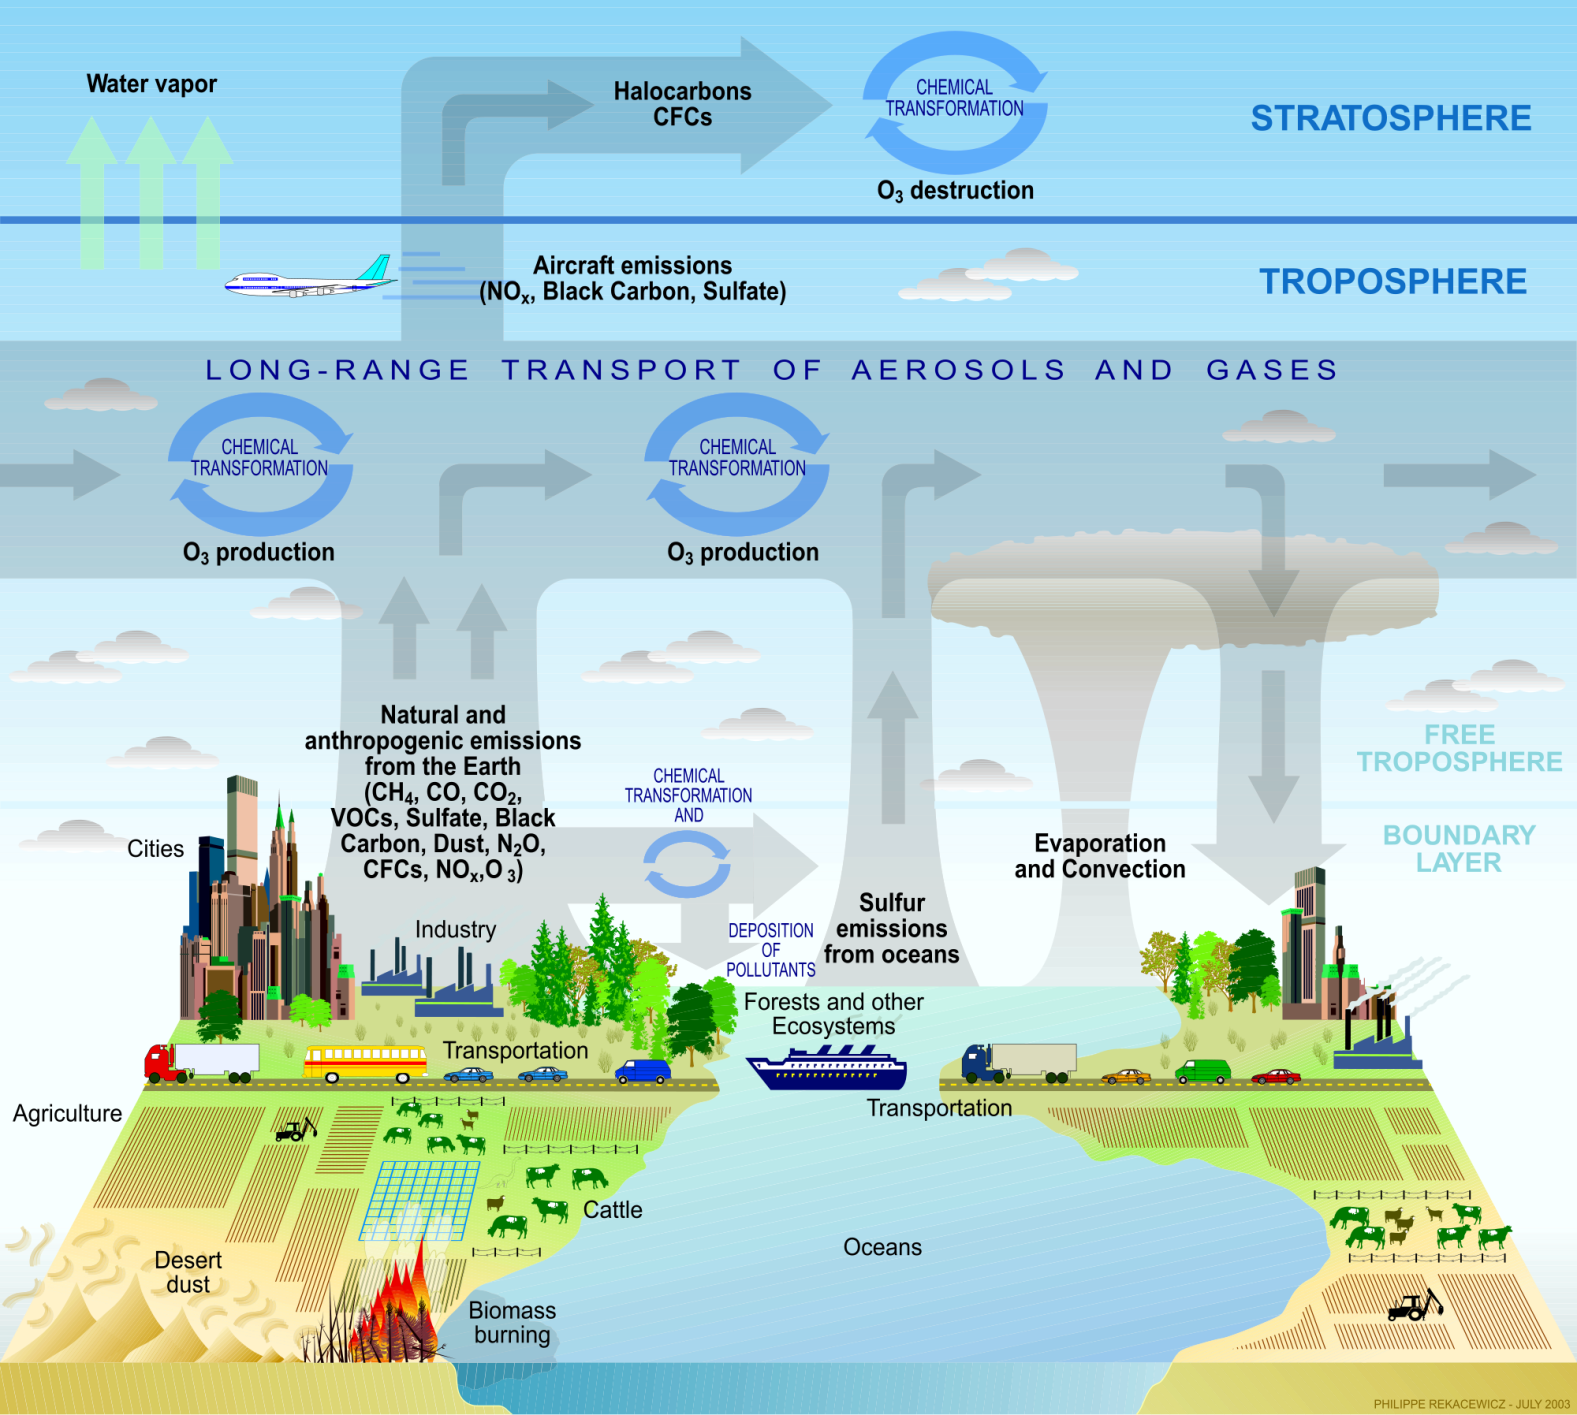 Water vapor
Halocarbons
CFCs
CHEMICAL
TRANSFORMATION
O₃ destruction
STRATOSPHERE
Aircraft emissions
(NOₓ, Black Carbon, Sulfate)
TROPOSPHERE
LONG-RANGE TRANSPORT OF AEROSOLS AND GASES
CHEMICAL
TRANSFORMATION
O₃ production
CHEMICAL
TRANSFORMATION
O₃ production
Natural and
anthropogenic emissions
from the Earth
(CH₄, CO, CO₂,
VOCs, Sulfate, Black
Carbon, Dust, N₂O,
CFCs, NOₓ,O ₃)
CHEMICAL
TRANSFORMATION
AND
DEPOSITION
OF
POLLUTANTS
FREE
TROPOSPHERE
BOUNDARY
LAYER
Evaporation
and Convection
Sulfur
emissions
from oceans
Cities
Industry
Forests and other
Ecosystems
Transportation
Transportation
Agriculture
Cattle
Desert
dust
Oceans
Biomass
burning
PHILIPPE REKACEWICZ - JULY 2003